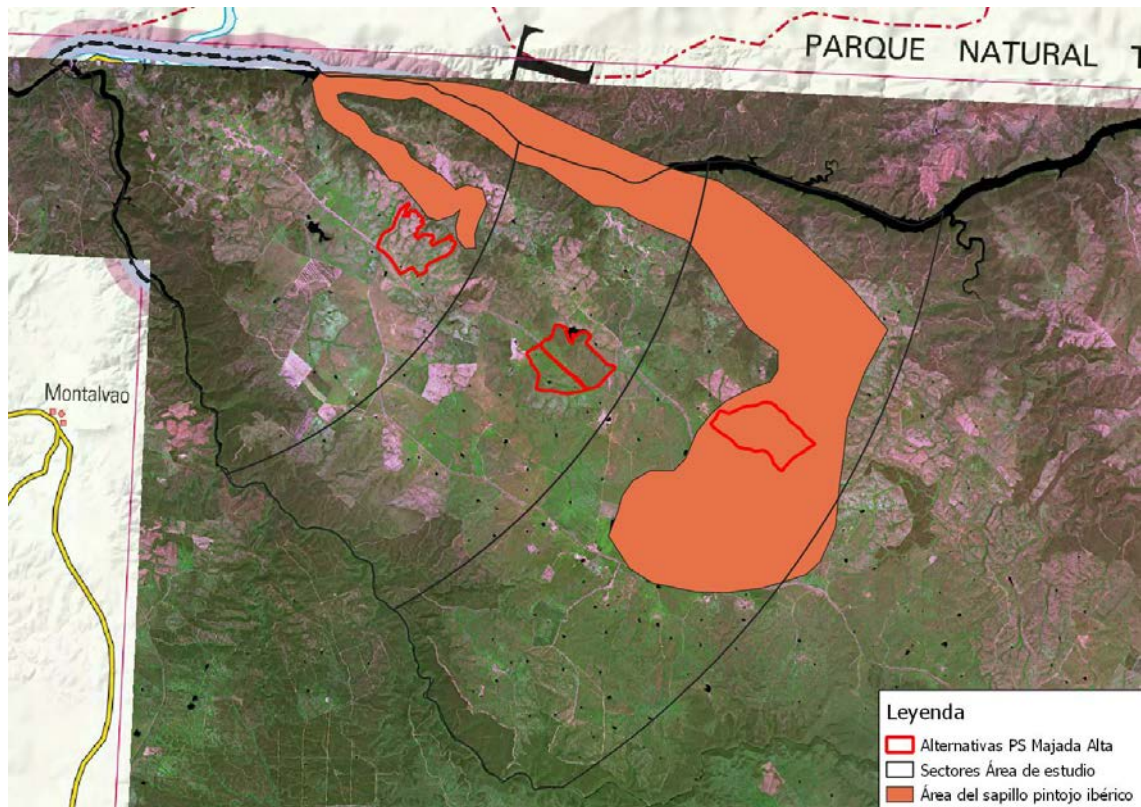 PARQUE NATURAL T
Montalvao
Leyenda
Alternativas PS Majada Alta
Sectores Área de estudio
Área del sapillo pintojo ibérico